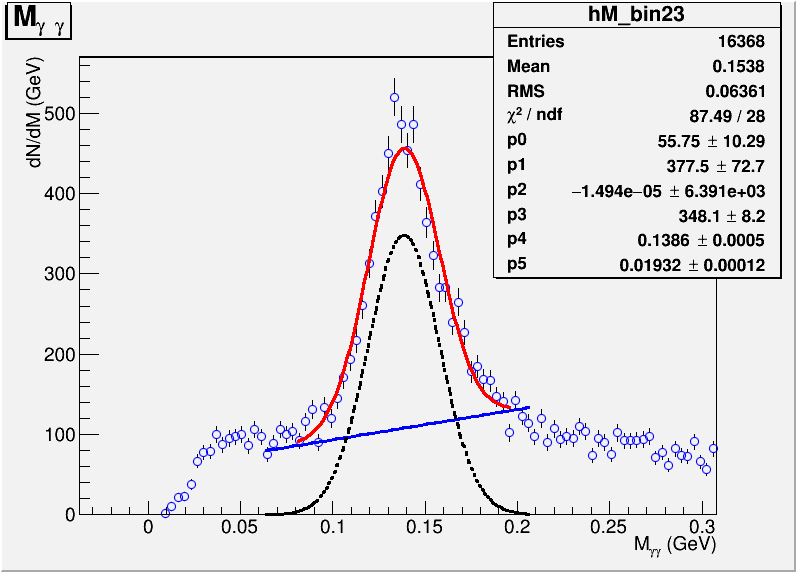 M_γγ
hM_bin23
Entries 16368
Mean 0.1538
RMS 0.06361
χ² / ndf 87.49 / 28
p0 55.75 ± 10.29
p1 377.5 ± 72.7
p2 −1.494e−05 ± 6.391e+03
p3 348.1 ± 8.2
p4 0.1386 ± 0.0005
p5 0.01932 ± 0.00012
dN/dM (GeV)
500
400
300
200
100
0
0 0.05 0.1 0.15 0.2 0.25 0.3
M_γγ (GeV)